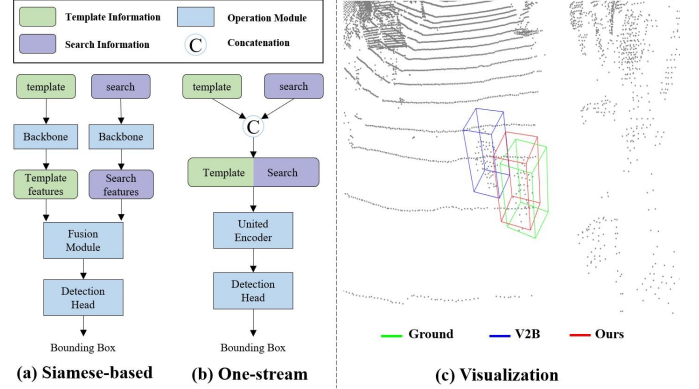 Template Information
Operation Module
Search Information
C
Concatenation
template
search
Backbone
Backbone
Template
features
Search
features
Fusion
Module
Detection
Head
Bounding Box
(a) Siamese-based
template
search
C
Template
Search
United
Encoder
Detection
Head
Bounding Box
(b) One-stream
Ground
V2B
Ours
(c) Visualization